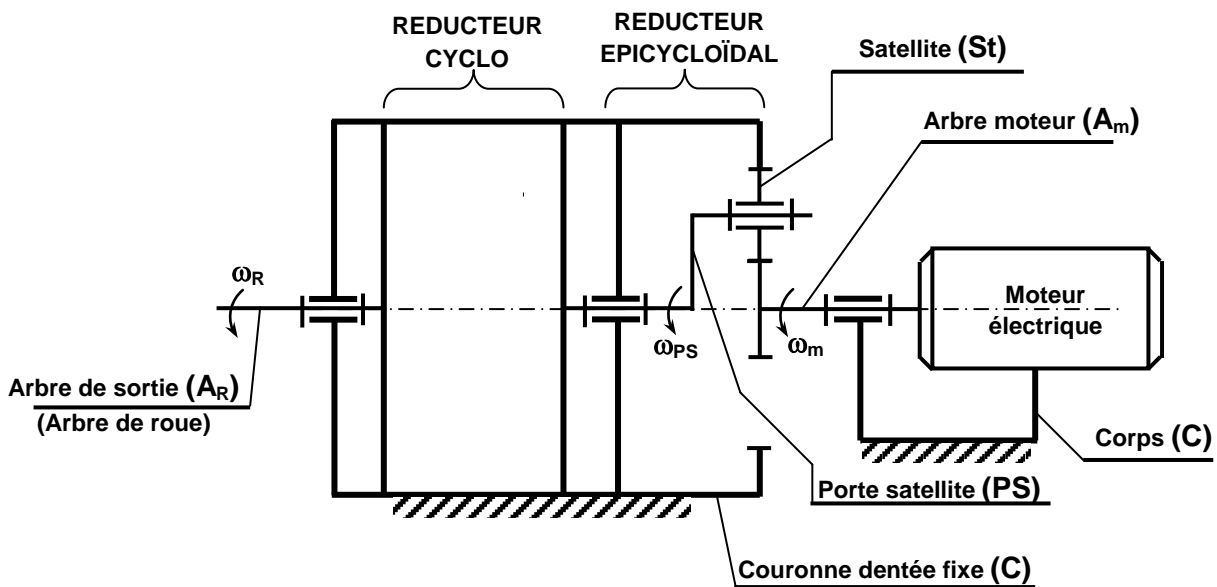 REDUCTEUR
CYCLO
REDUCTEUR
EPICYCLOÏDAL
Satellite (St)
Arbre moteur (Am)
ωR
ωPS
ωm
Moteur
électrique
Arbre de sortie (AR)
(Arbre de roue)
Corps (C)
Porte satellite (PS)
Couronne dentée fixe (C)